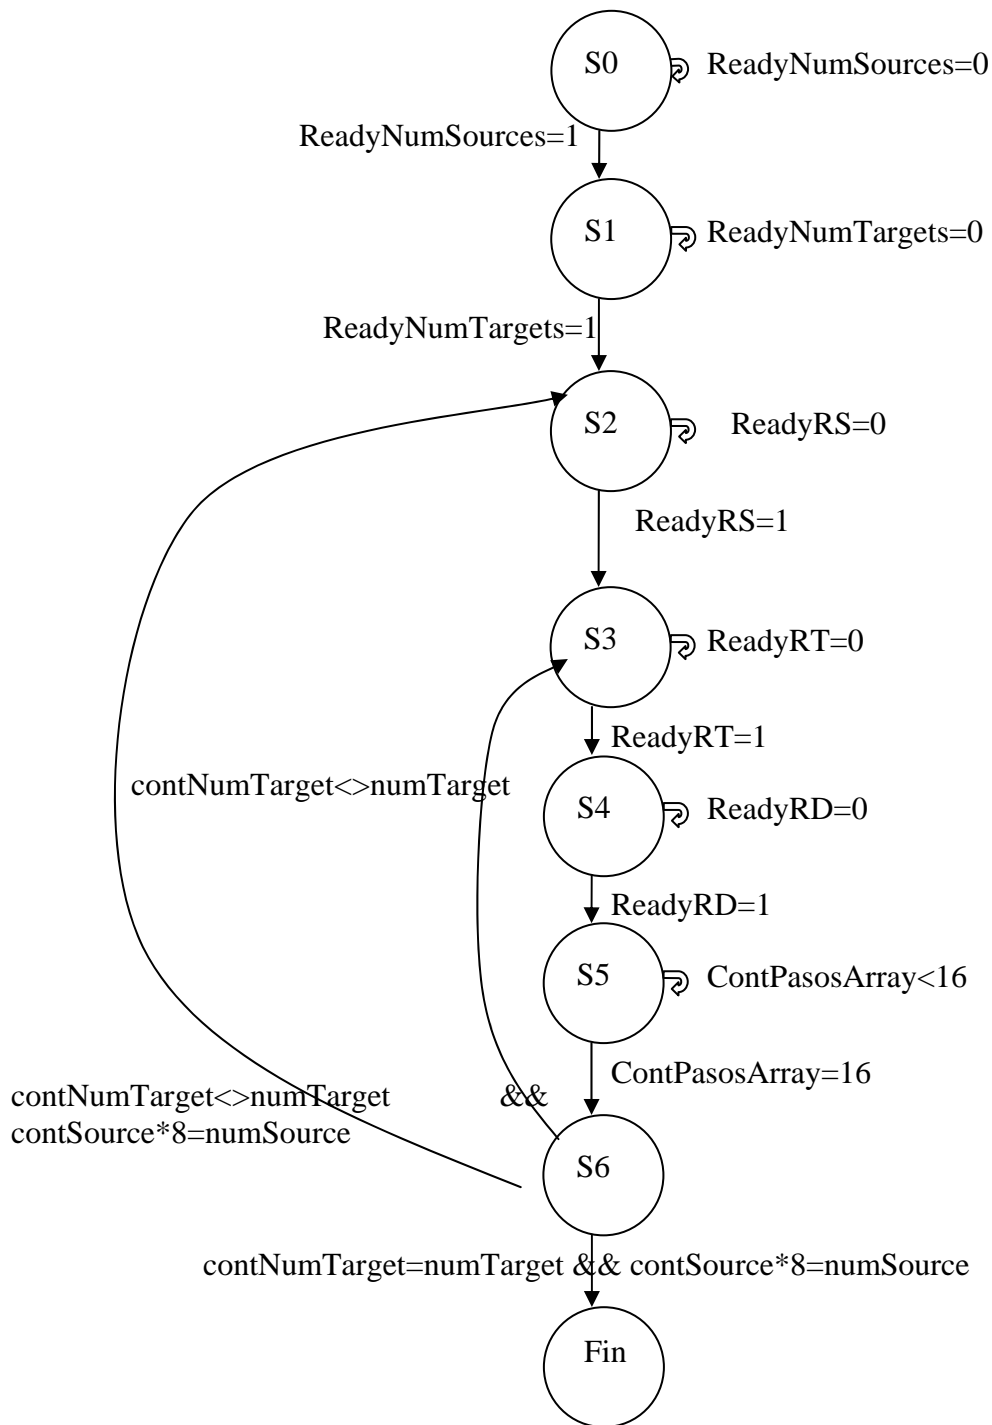 S0
ReadyNumSources=0
ReadyNumSources=1
S1
ReadyNumTargets=0
ReadyNumTargets=1
S2
ReadyRS=0
ReadyRS=1
S3
ReadyRT=0
ReadyRT=1
contNumTarget<>numTarget
S4
ReadyRD=0
ReadyRD=1
S5
ContPasosArray<16
ContPasosArray=16
contNumTarget<>numTarget &&
contSource*8=numSource
S6
contNumTarget=numTarget && contSource*8=numSource
Fin